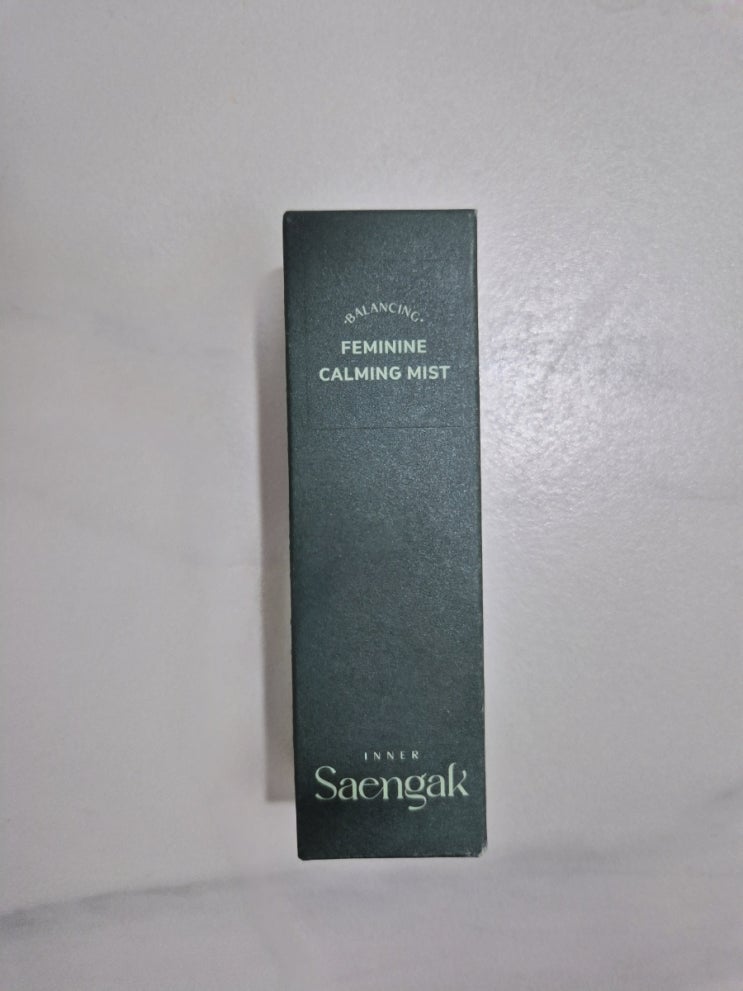 ·BALANCING·
FEMININE
CALMING MIST
INNER
Saengak